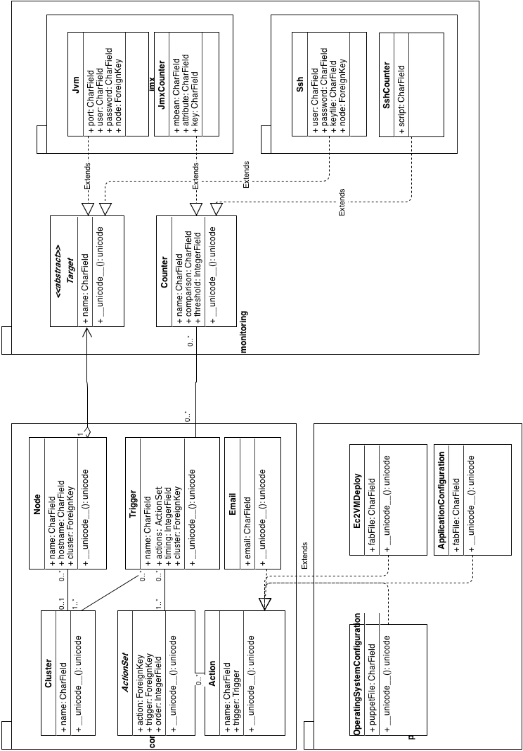 Jvm
+ port: CharField
+ user: CharField
+ password: CharField
+ node: ForeignKey
jmx
JmxCounter
+ mbean: CharField
+ attribute: CharField
+ key: CharField
Ssh
+ user: CharField
+ password: CharField
+ keyfile: CharField
+ node: ForeignKey
SshCounter
+ script: CharField
Extends
Extends
Extends
Extends
<<abstract>>
Target
+ name: CharField
+ __unicode__(): unicode
Counter
+ name: CharField
+ comparison: CharField
+ threshold: IntegerField
+ __unicode__(): unicode
monitoring
0..*
0..*
1
Node
+ name: CharField
+ hostname: CharField
+ cluster: ForeignKey
+ __unicode__(): unicode
Trigger
+ name: CharField
+ actions : ActionSet
+ timing: IntegerField
+ cluster: ForeignKey
+ __unicode__(): unicode
Email
+ email: CharField
+ __unicode__(): unicode
Ec2VMDeploy
+ fabFile: CharField
+ __unicode__(): unicode
ApplicationConfiguration
+ fabFile: CharField
+ __unicode__(): unicode
Extends
0..*
0..1
1..*
0..*
0..*
1..*
Cluster
+ name: CharField
+ __unicode__(): unicode
ActionSet
+ action: ForeignKey
+ trigger: ForeignKey
+ order: IntegerField
+ __unicode__(): unicode
0..*
Action
+ name: CharField
+ trigger: Trigger
+ __unicode__(): unicode
OperatingSystemConfiguration
+ puppetFile: CharField
+ __unicode__(): unicode